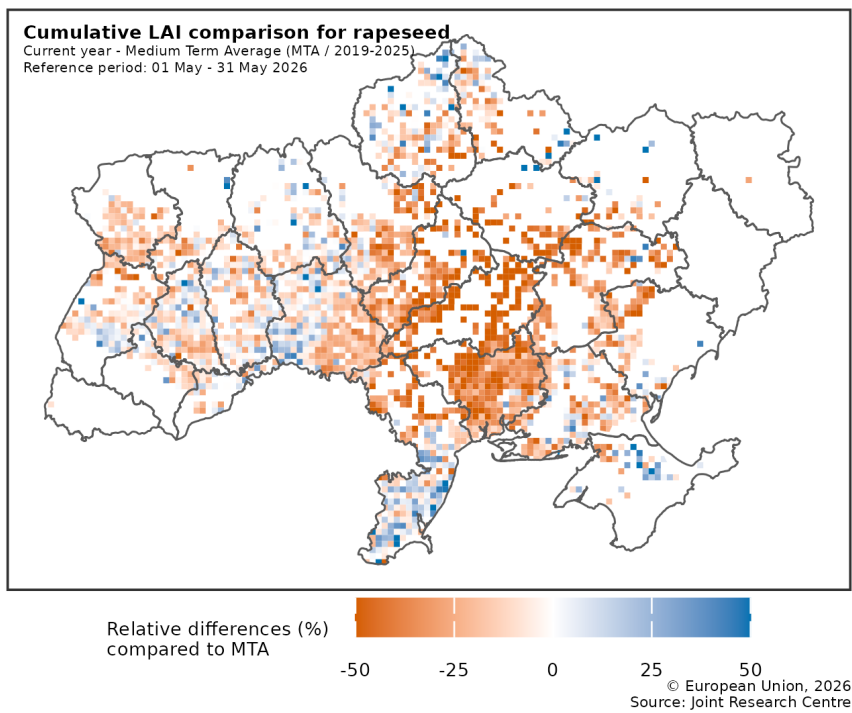 Cumulative LAI comparison for rapeseed
Current year - Medium Term Average (MTA / 2019-2025)
Reference period: 01 May - 31 May 2026
Relative differences (%)
compared to MTA
-50 -25 0 25 50
© European Union, 2026
Source: Joint Research Centre